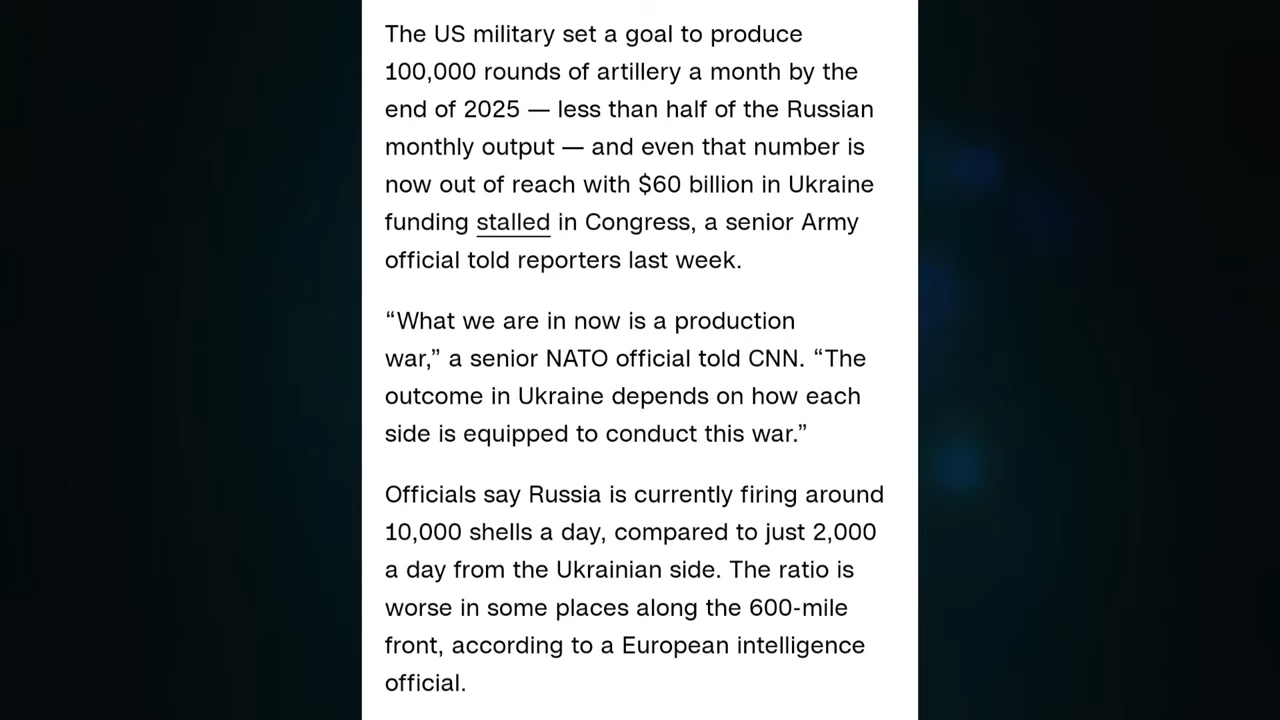 The US military set a goal to produce
100,000 rounds of artillery a month by the
end of 2025 — less than half of the Russian
monthly output — and even that number is
now out of reach with $60 billion in Ukraine
funding stalled in Congress, a senior Army
official told reporters last week.
“What we are in now is a production
war,” a senior NATO official told CNN. “The
outcome in Ukraine depends on how each
side is equipped to conduct this war.”
Officials say Russia is currently firing around
10,000 shells a day, compared to just 2,000
a day from the Ukrainian side. The ratio is
worse in some places along the 600-mile
front, according to a European intelligence
official.